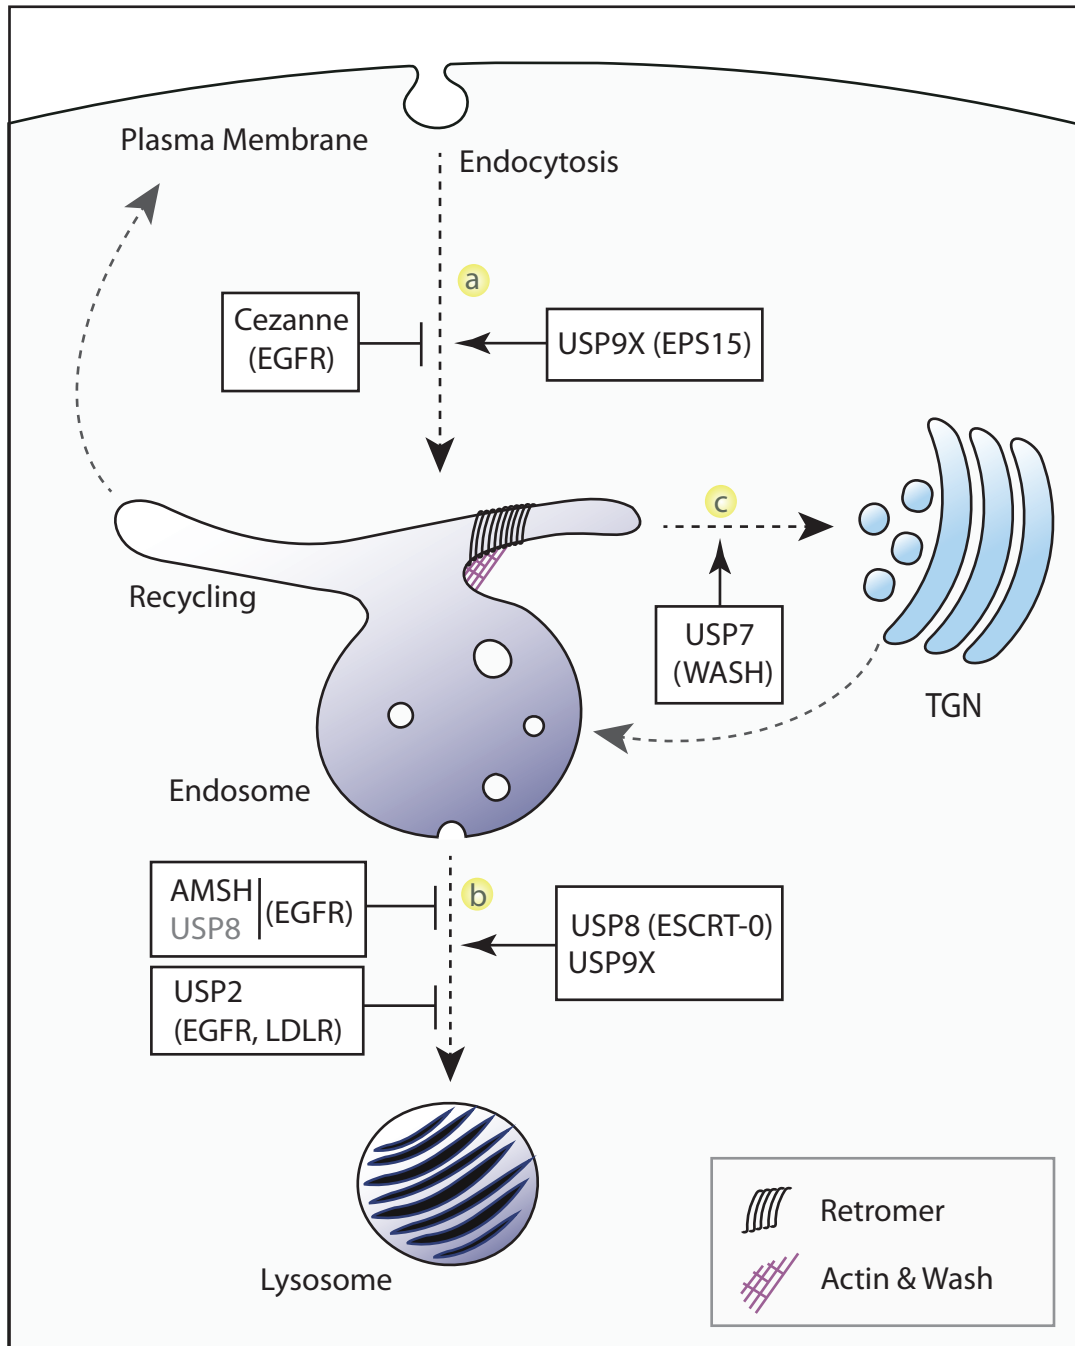 Plasma Membrane
Endocytosis
a
Cezanne
(EGFR)
USP9X (EPS15)
c
Recycling
USP7
(WASH)
TGN
Endosome
b
AMSH
USP8
(EGFR)
USP8 (ESCRT-0)
USP9X
USP2
(EGFR, LDLR)
Lysosome
Retromer
Actin & Wash